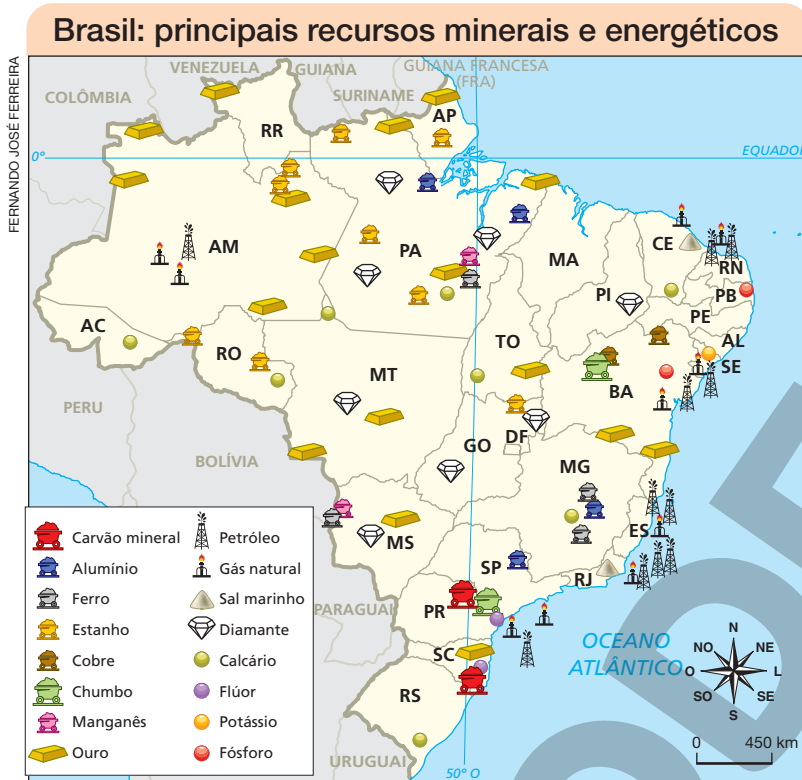 Brasil: principais recursos minerais e energéticos
FERNANDO JOSÉ FERREIRA
VENEZUELA
GUIANA
GUIANA FRANCESA
(FRA)
COLÔMBIA
SURINAME
AP
RR
0°
EQUADOR
AM
PA
MA
CE
RN
PB
PI
PE
AC
AL
SE
RO
TO
BA
MT
PERU
GO
DF
BOLÍVIA
MG
ES
MS
SP
RJ
PARAGUAI
PR
SC
RS
URUGUAI
50° O
OCEANO
ATLÂNTICO
Carvão mineral
Alumínio
Ferro
Estanho
Cobre
Chumbo
Manganês
Ouro
Petróleo
Gás natural
Sal marinho
Diamante
Calcário
Flúor
Potássio
Fósforo
N
NO
NE
O
L
SO
SE
S
0 450 km